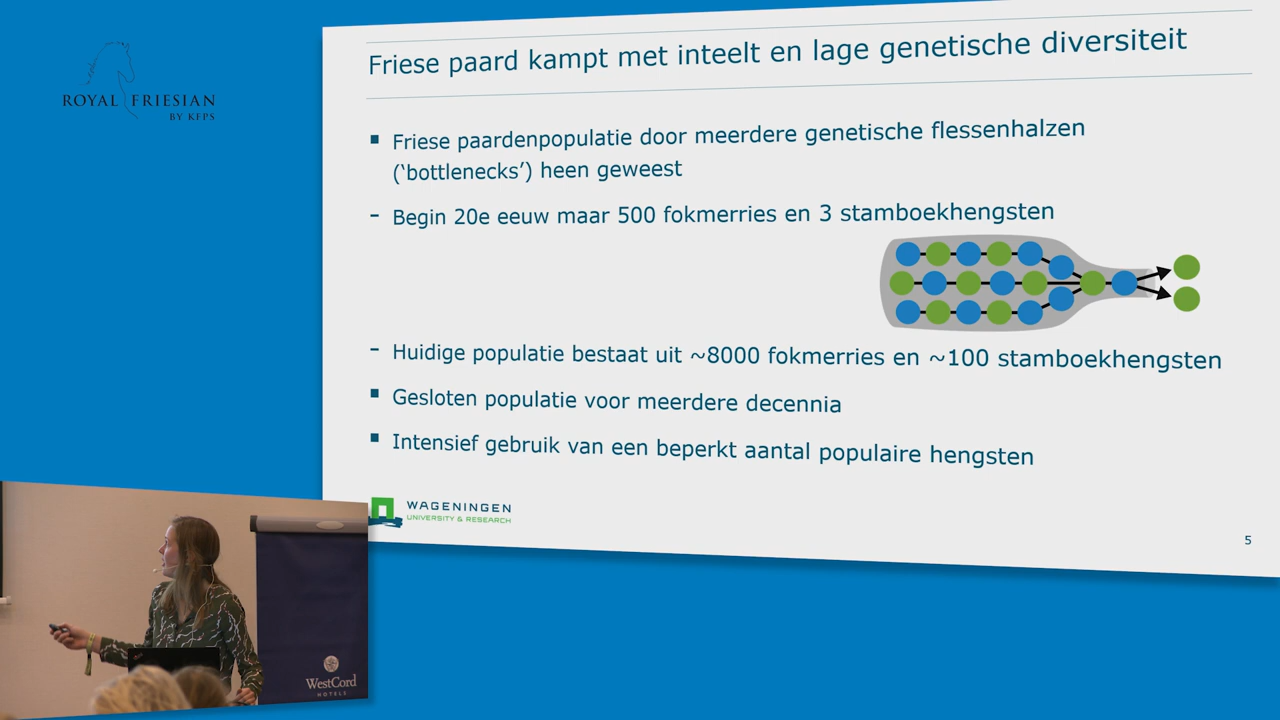 ROYAL FRIESIAN
BY KFPS
Friese paard kampt met inteelt en lage genetische diversiteit
▪ Friese paardenpopulatie door meerdere genetische flessenhalzen
(‘bottlenecks’) heen geweest
- Begin 20e eeuw maar 500 fokmerries en 3 stamboekhengsten
- Huidige populatie bestaat uit ~8000 fokmerries en ~100 stamboekhengsten
▪ Gesloten populatie voor meerdere decennia
▪ Intensief gebruik van een beperkt aantal populaire hengsten
WAGENINGEN
UNIVERSITY & RESEARCH
5
WestCord
HOTELS